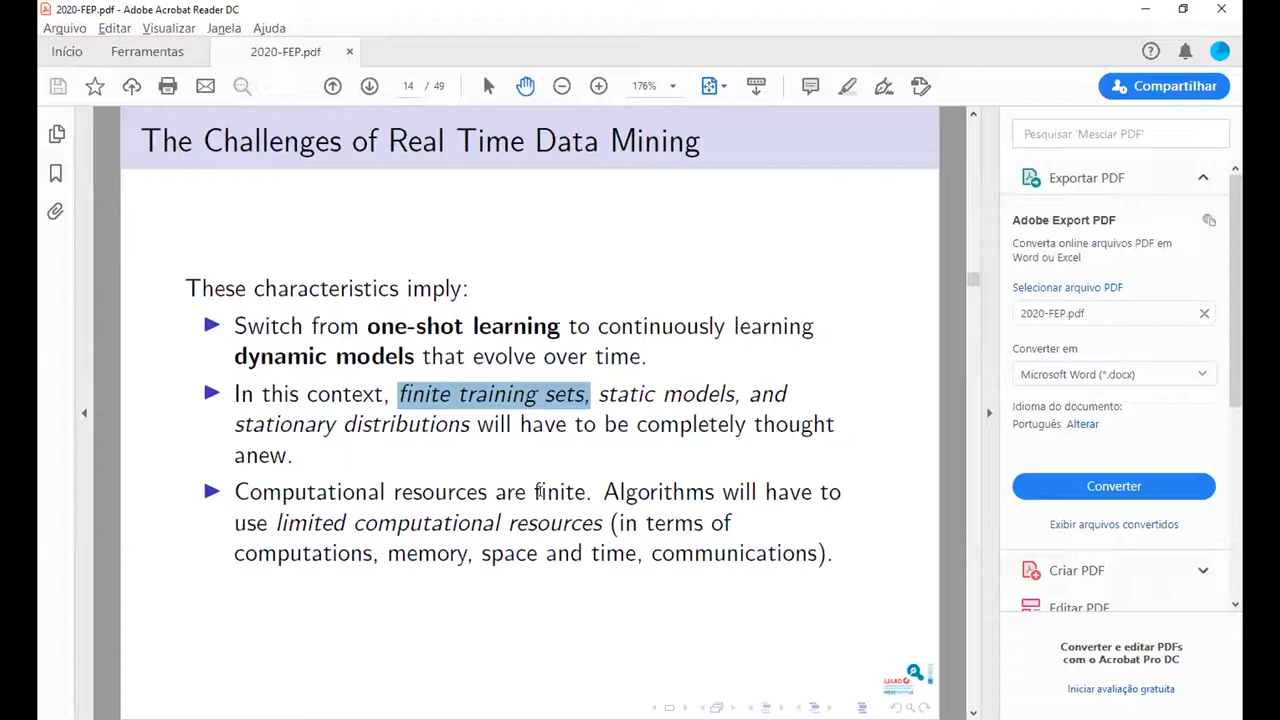 2020-FEP.pdf - Adobe Acrobat Reader DC
Arquivo Editar Visualizar Janela Ajuda
Início Ferramentas 2020-FEP.pdf
14 / 49 176% Compartilhar
The Challenges of Real Time Data Mining
These characteristics imply:
Switch from one-shot learning to continuously learning
dynamic models that evolve over time.
In this context, finite training sets, static models, and
stationary distributions will have to be completely thought
anew.
Computational resources are finite. Algorithms will have to
use limited computational resources (in terms of
computations, memory, space and time, communications).
Pesquisar 'Mesclar PDF'
Exportar PDF
Adobe Export PDF
Converta online arquivos PDF em
Word ou Excel
Selecionar arquivo PDF
2020-FEP.pdf
Converter em
Microsoft Word (*.docx)
Idioma do documento:
Português Alterar
Converter
Exibir arquivos convertidos
Criar PDF
Editar PDF
Converter e editar PDFs
com o Acrobat Pro DC
Iniciar avaliação gratuita